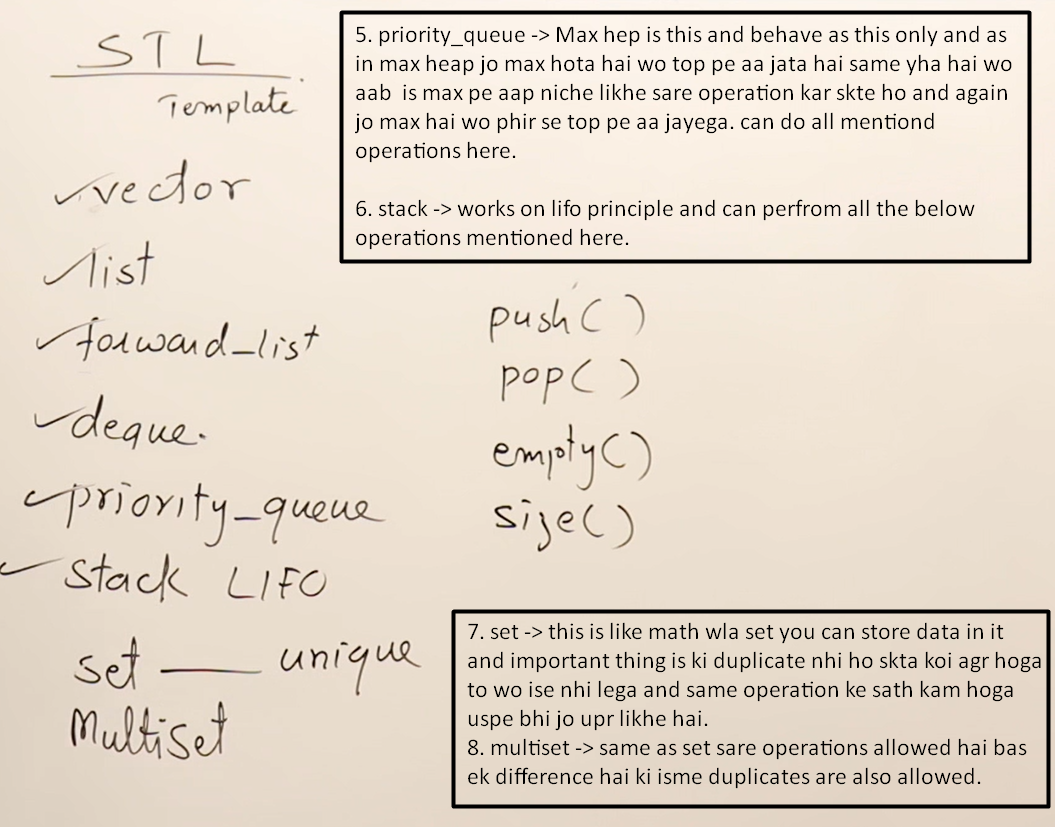 STL
Template
vector
list
forward_list
deque.
priority_queue
Stack LIFO
set — unique
Multiset
5. priority_queue -> Max hep is this and behave as this only and as
in max heap jo max hota hai wo top pe aa jata hai same yha hai wo
aab is max pe aap niche likhe sare operation kar skte ho and again
jo max hai wo phir se top pe aa jayega. can do all mentiond
operations here.
6. stack -> works on lifo principle and can perfrom all the below
operations mentioned here.
push( )
pop( )
empty( )
size( )
7. set -> this is like math wla set you can store data in it
and important thing is ki duplicate nhi ho skta koi agr hoga
to wo ise nhi lega and same operation ke sath kam hoga
uspe bhi jo upr likhe hai.
8. multiset -> same as set sare operations allowed hai bas
ek difference hai ki isme duplicates are also allowed.